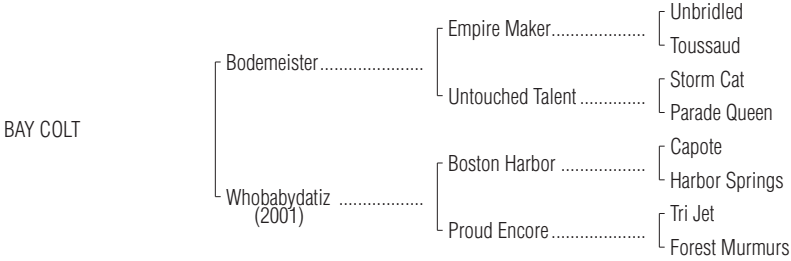 Unbridled
Empire Maker.....................
Toussaud
Bodemeister......................
Storm Cat
Untouched Talent ..............
Parade Queen
BAY COLT
Capote
Boston Harbor ..................
Harbor Springs
Whobabydatiz ..................
(2001)
Tri Jet
Proud Encore....................
Forest Murmurs